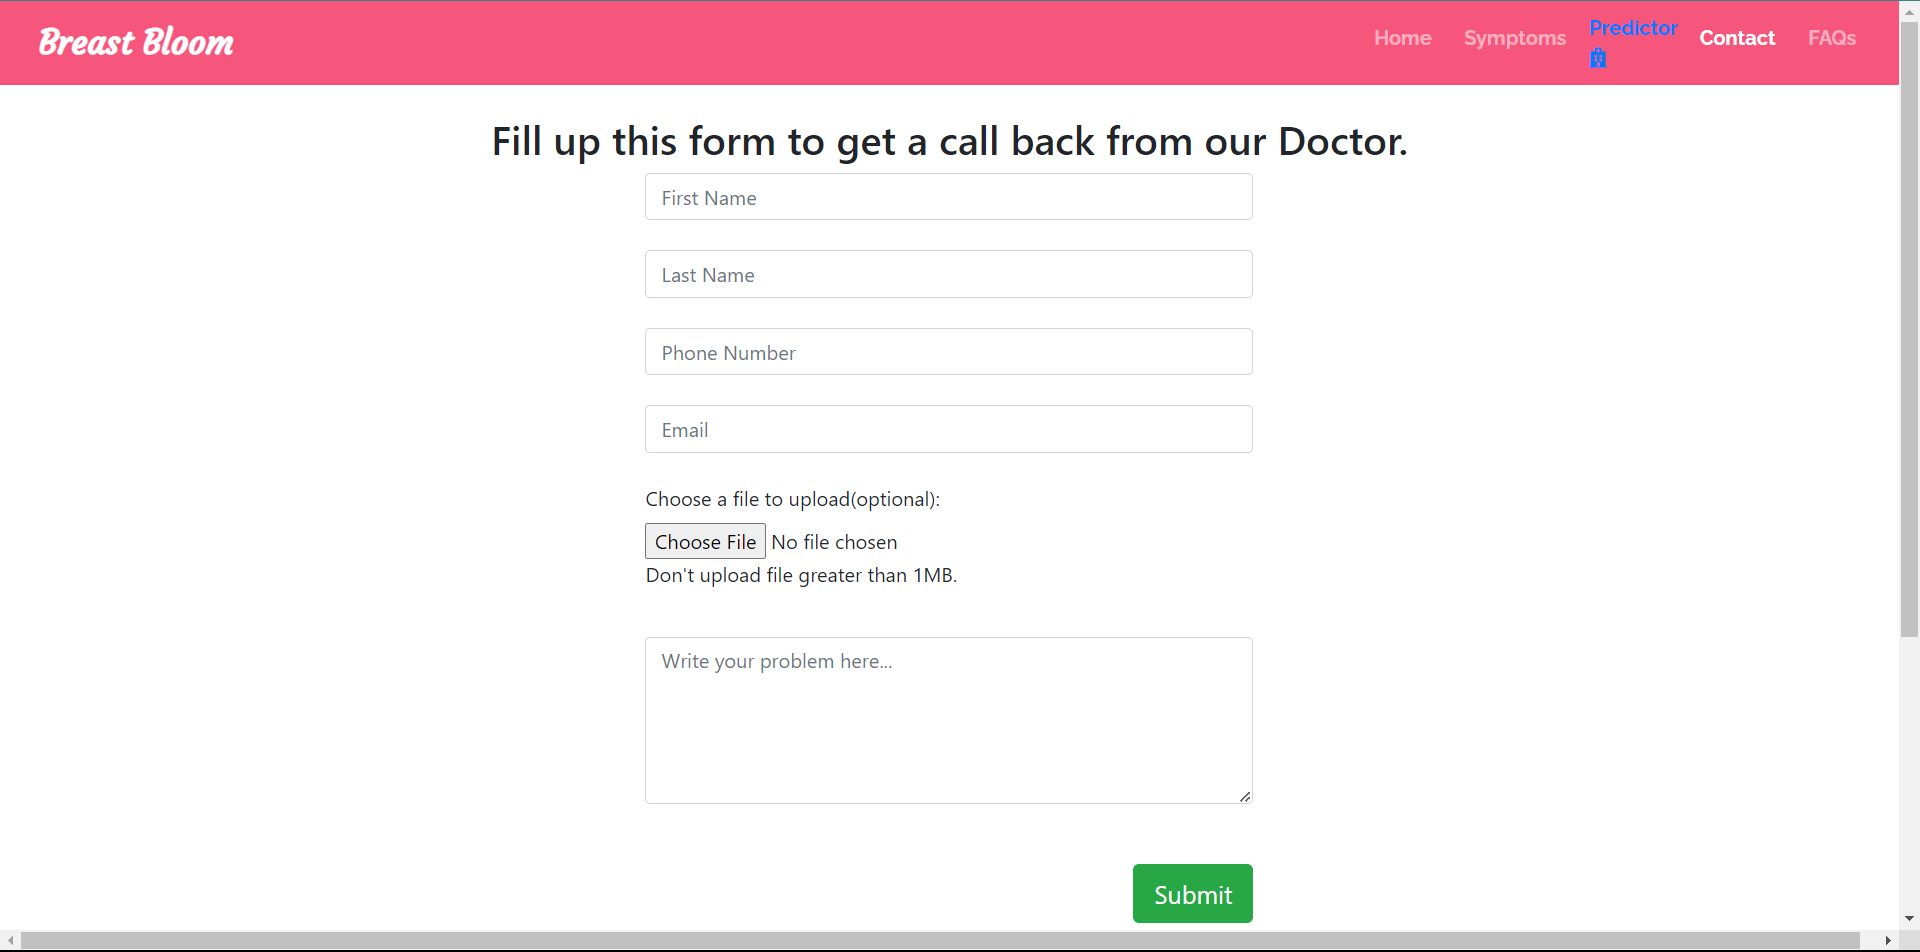 Breast Bloom
Home Symptoms Predictor Contact FAQs
Fill up this form to get a call back from our Doctor.
First Name
Last Name
Phone Number
Email
Choose a file to upload(optional):
Choose File No file chosen
Don't upload file greater than 1MB.
Write your problem here...
Submit